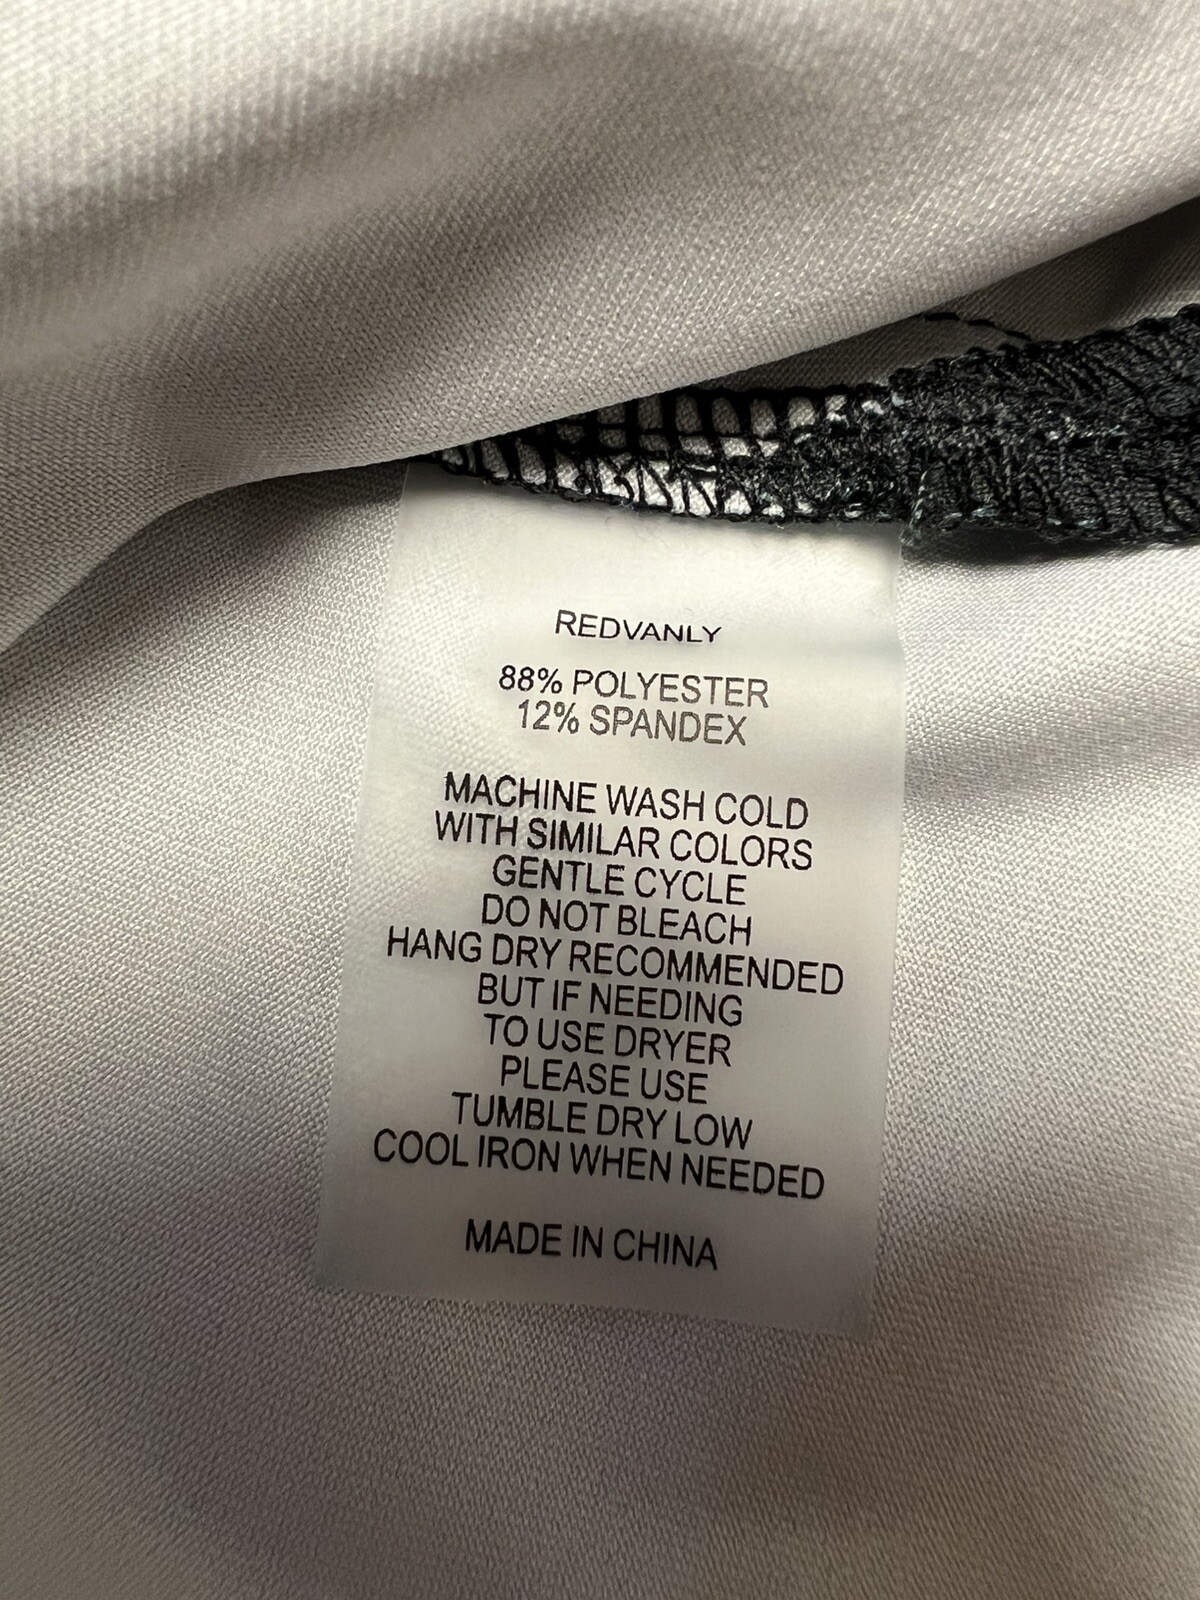 REDVANLY
88% POLYESTER
12% SPANDEX
MACHINE WASH COLD
WITH SIMILAR COLORS
GENTLE CYCLE
DO NOT BLEACH
HANG DRY RECOMMENDED
BUT IF NEEDING
TO USE DRYER
PLEASE USE
TUMBLE DRY LOW
COOL IRON WHEN NEEDED
MADE IN CHINA